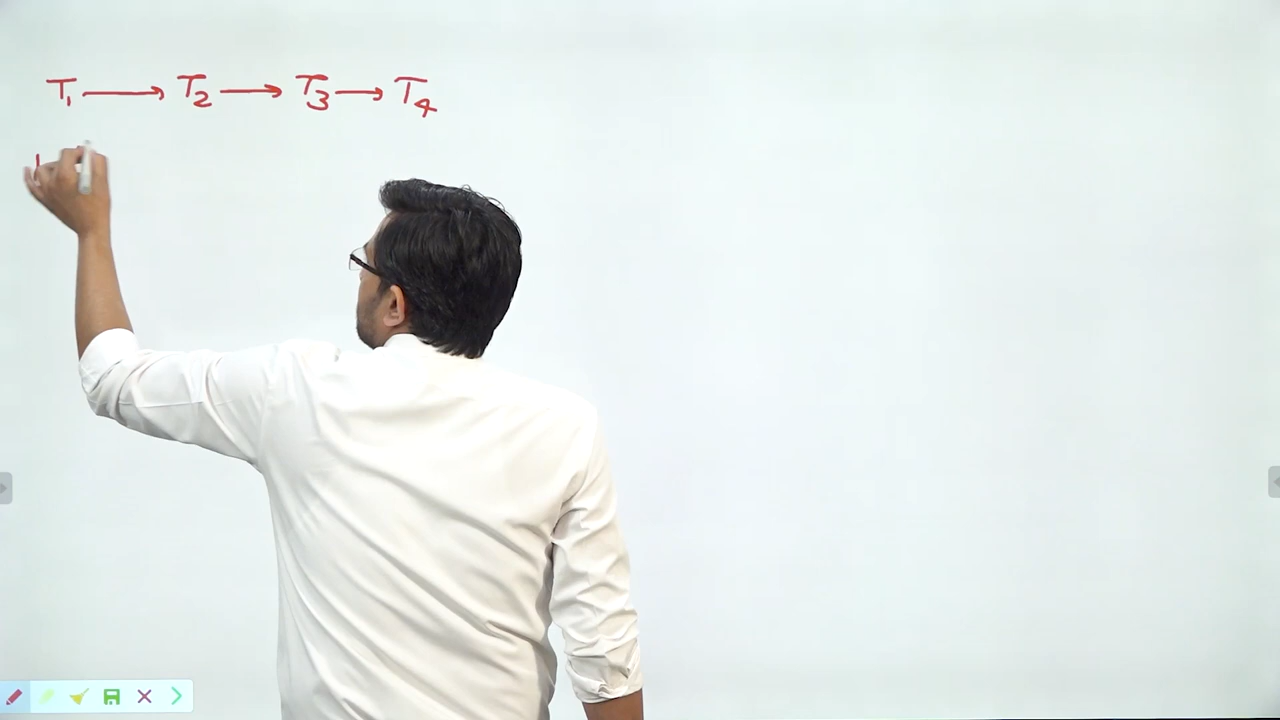 T₁ → T₂ → T₃ → T₄